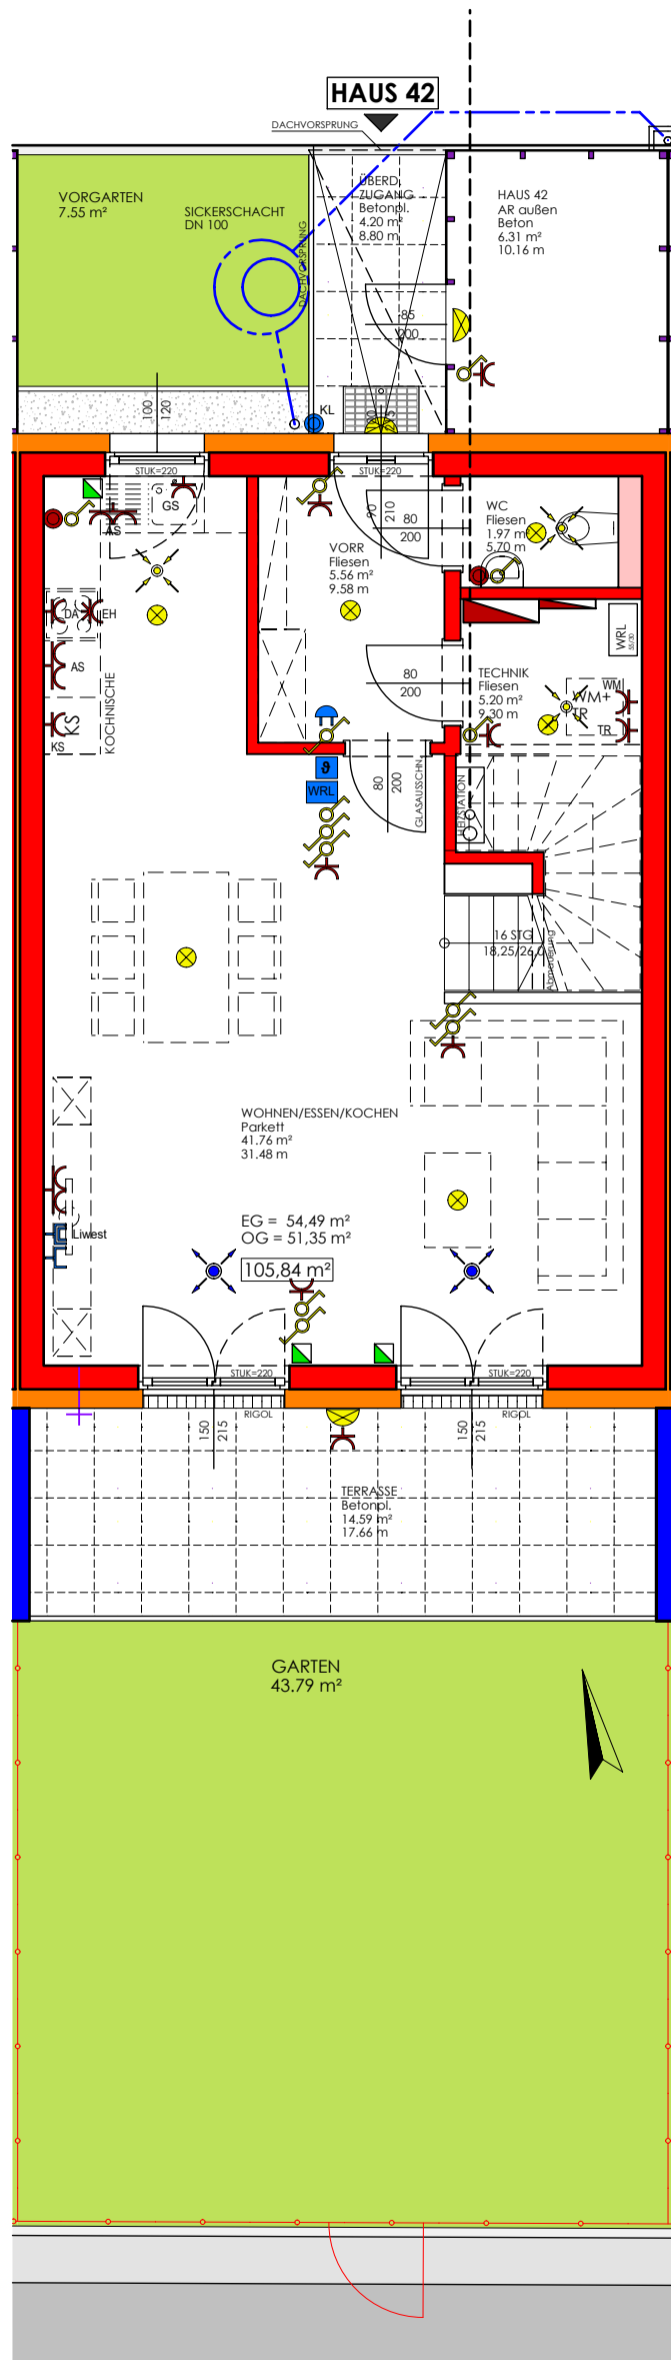 HAUS 42
DACHVORSPRUNG
VORGARTEN
7.55 m²
SICKERSCHACHT
DN 100
DACHVORSPRUNG
ÜBERD.
ZUGANG
Betonpl.
4.20 m²
8.80 m
HAUS 42
AR außen
Beton
6.31 m²
10.16 m
85
200
KL
100
120
STUK=220
STUK=220
GS
AS
90
210
80
200
WC
Fliesen
1.97 m²
5.70 m
VORR
Fliesen
5.56 m²
9.58 m
DA
EH
AS
KS
KS
KOCHNISCHE
WRL
80
200
TECHNIK
Fliesen
5.20 m²
9.30 m
WM
WM+
TR
TR
ϑ
WRL
80
200
GLASAUSSCHN.
16 STG
Abmauerung
WOHNEN/ESSEN/KOCHEN
Parkett
41.76 m²
31.48 m
EG = 54,49 m²
OG = 51,35 m²
105,84 m²
Liwest
STUK=220
STUK=220
RIGOL
RIGOL
150
215
150
215
TERRASSE
Betonpl.
14.59 m²
17.66 m
GARTEN
43.79 m²